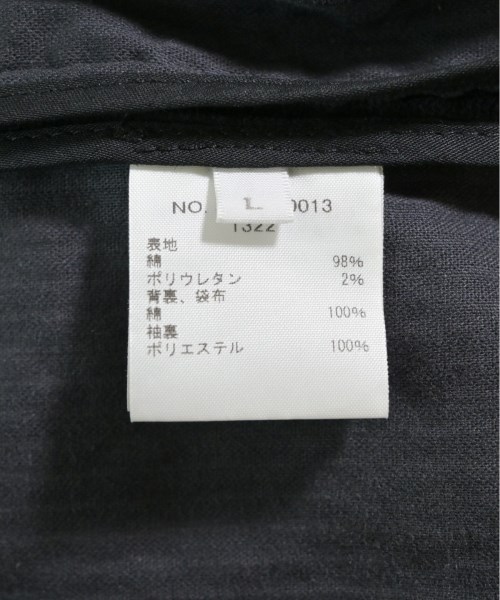 L
NO. 0013
1322
表地
綿 98%
ポリウレタン 2%
背裏、袋布
綿 100%
袖裏
ポリエステル 100%